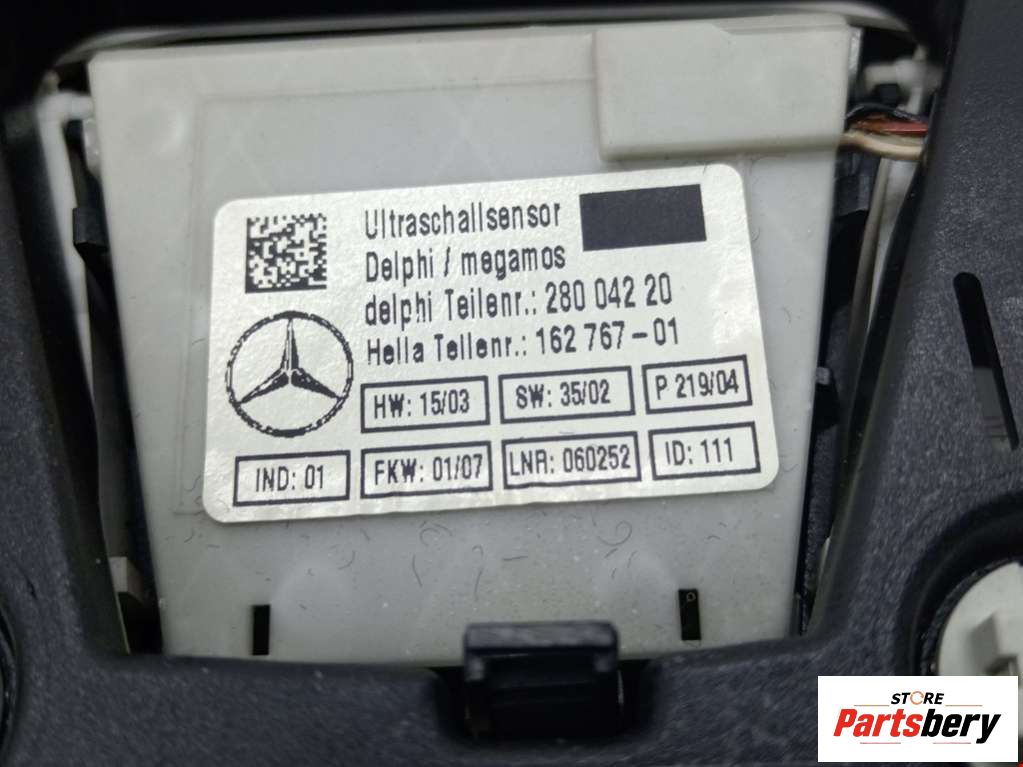 Ultraschallsensor
Delphi / megamos
delphi Teilenr.: 280 042 20
Hella Tellenr.: 162 767-01
HW: 15/03
SW: 35/02
P 219/04
IND: 01
FKW: 01/07
LNR: 060252
ID: 111
STORE
Partsbery